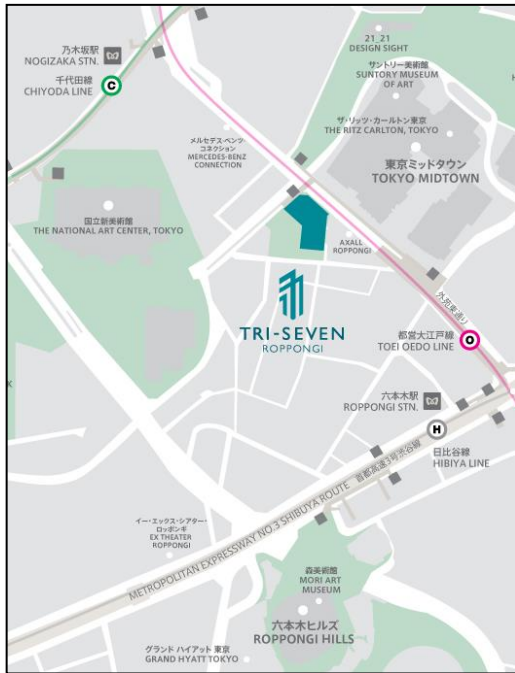 21_21
DESIGN SIGHT
乃木坂駅
NOGIZAKA STN.
千代田線
CHIYODA LINE
C
サントリー美術館
SUNTORY MUSEUM
OF ART
ザ・リッツ・カールトン東京
THE RITZ CARLTON, TOKYO
メルセデス・ベンツ・
コネクション
MERCEDES-BENZ
CONNECTION
東京ミッドタウン
TOKYO MIDTOWN
国立新美術館
THE NATIONAL ART CENTER, TOKYO
AXALL
ROPPONGI
TRI-SEVEN
ROPPONGI
外苑東通り
都営大江戸線
TOEI OEDO LINE
O
六本木駅
ROPPONGI STN.
H
日比谷線
HIBIYA LINE
METROPOLITAN EXPRESSWAY NO.3 SHIBUYA ROUTE 首都高速3号渋谷線
イー・エックス・シアター・
ロッポンギ
EX THEATER
ROPPONGI
森美術館
MORI ART
MUSEUM
六本木ヒルズ
ROPPONGI HILLS
グランド ハイアット 東京
GRAND HYATT TOKYO